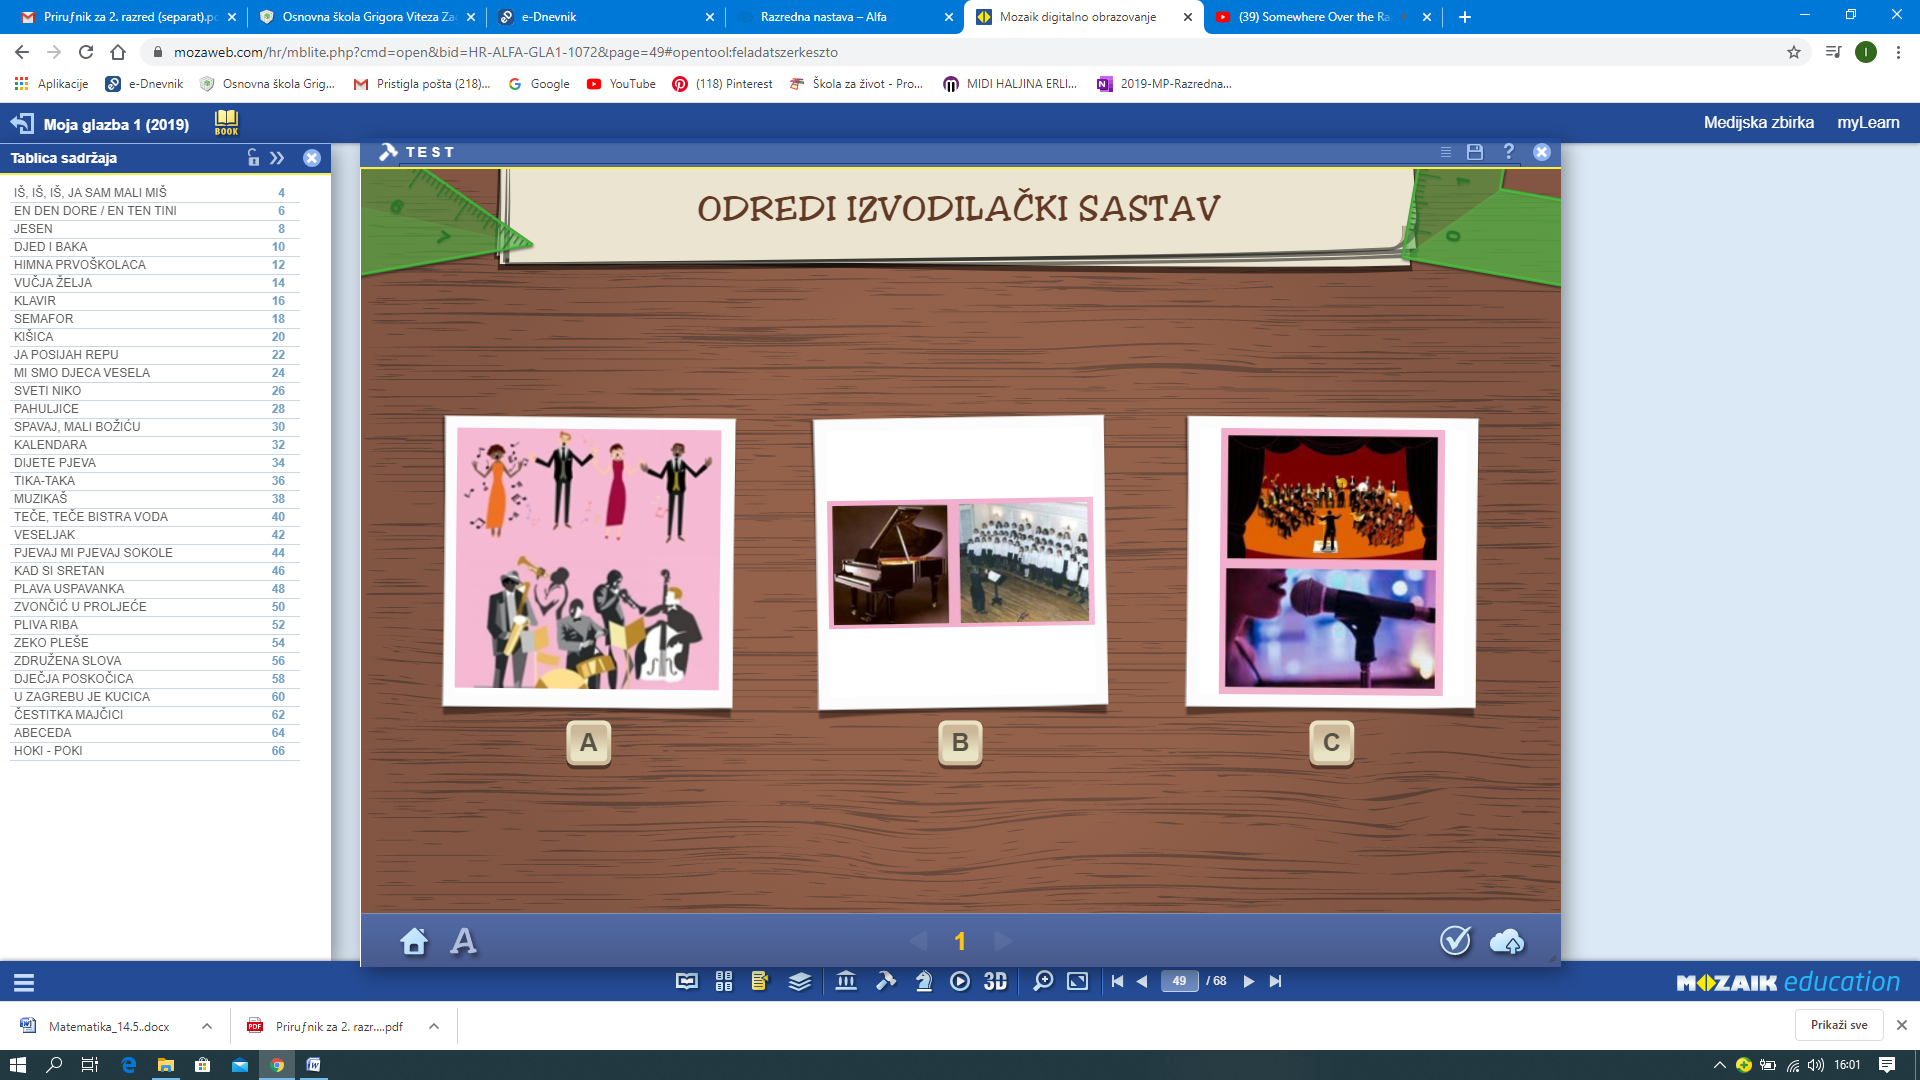 Priruƒnik za 2. razred (separat).pc
Osnovna škola Grigora Viteza Za
e-Dnevnik
Razredna nastava – Alfa
Mozaik digitalno obrazovanje
(39) Somewhere Over the Ra
mozaweb.com/hr/mblite.php?cmd=open&bid=HR-ALFA-GLA1-1072&page=49#opentool:feladatszerkeszto
I
Aplikacije
e-Dnevnik
Osnovna škola Grig...
Pristigla pošta (218)...
Google
YouTube
(118) Pinterest
Škola za život - Pro...
MIDI HALJINA ERLI...
2019-MP-Razredna...
Moja glazba 1 (2019)
BOOK
Medijska zbirka
myLearn
Tablica sadržaja
TEST
?
IŠ, IŠ, IŠ, JA SAM MALI MIŠ 4
EN DEN DORE / EN TEN TINI 6
JESEN 8
DJED I BAKA 10
HIMNA PRVOŠKOLACA 12
VUČJA ŽELJA 14
KLAVIR 16
SEMAFOR 18
KIŠICA 20
JA POSIJAH REPU 22
MI SMO DJECA VESELA 24
SVETI NIKO 26
PAHULJICE 28
SPAVAJ, MALI BOŽIĆU 30
KALENDARA 32
DIJETE PJEVA 34
TIKA-TAKA 36
MUZIKAŠ 38
TEČE, TEČE BISTRA VODA 40
VESELJAK 42
PJEVAJ MI PJEVAJ SOKOLE 44
KAD SI SRETAN 46
PLAVA USPAVANKA 48
ZVONČIĆ U PROLJEĆE 50
PLIVA RIBA 52
ZEKO PLEŠE 54
ZDRUŽENA SLOVA 56
DJEČJA POSKOČICA 58
U ZAGREBU JE KUCICA 60
ČESTITKA MAJČICI 62
ABECEDA 64
HOKI - POKI 66
ODREDI IZVODILAČKI SASTAV
A
B
C
A
1
3D
49 / 68
MOZAIK education
Matematika_14.5..docx
Priruƒnik za 2. razr....pdf
Prikaži sve
16:01